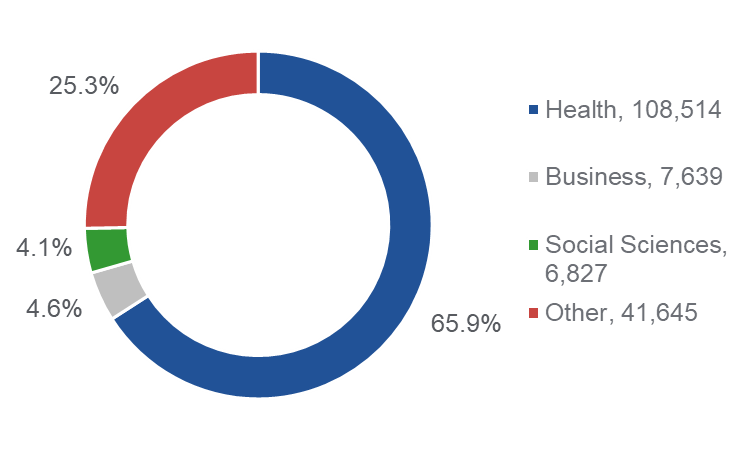 25.3%
4.1%
4.6%
65.9%
Health, 108,514
Business, 7,639
Social Sciences,
6,827
Other, 41,645